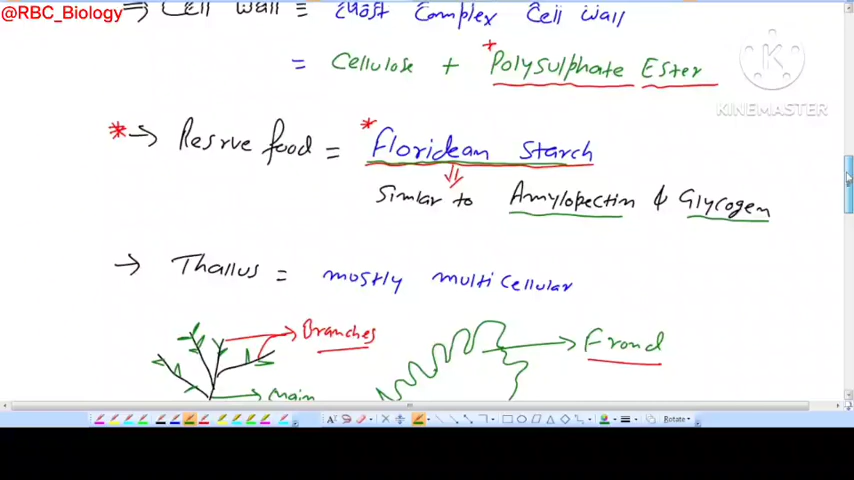 @RBC_Biology
⇒ Cell Wall = Most Complex Cell Wall
= Cellulose + *Polysulphate Ester
K
KINEMASTER
* → Resrve food = *Floridean Starch
Similar to Amylopectin & Glycogen
→ Thallus = mostly multicellular
Branches
Frond
Main
Rotate